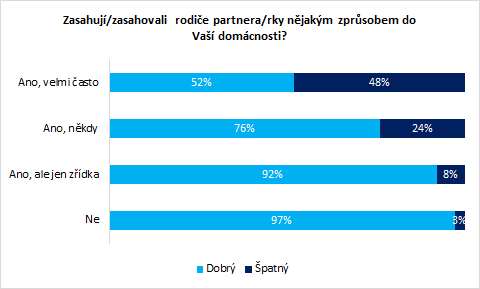 Zasahují/zasahovali rodiče partnera/rky nějakým zprůsobem do
Vaší domácnosti?
Ano, velmi často
52%
48%
Ano, někdy
76%
24%
Ano, ale jen zřídka
92%
8%
Ne
97%
3%
Dobrý
Špatný